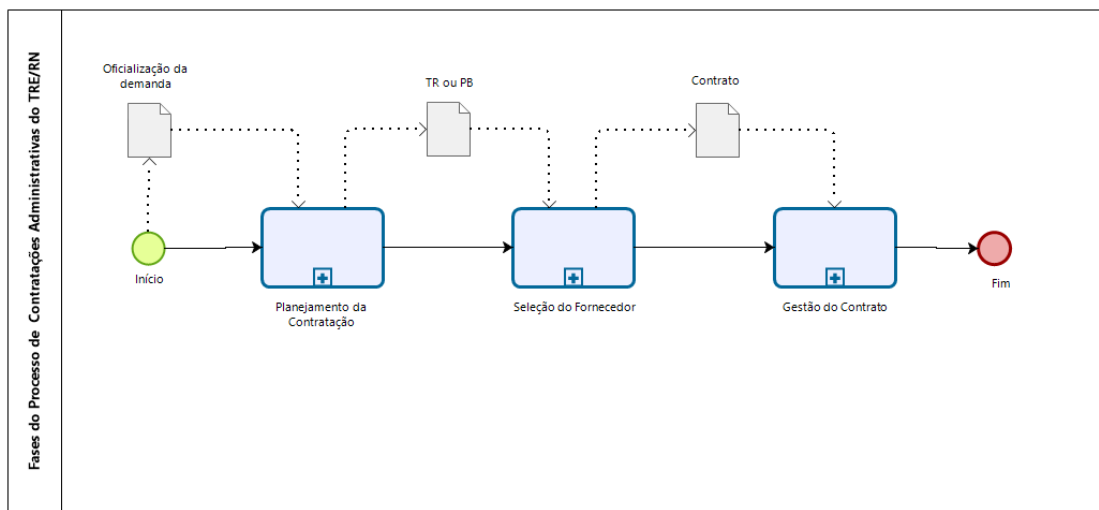 Fases do Processo de Contratações Administrativas do TRE/RN
Oficialização da
demanda
TR ou PB
Contrato
Início
Planejamento da
Contratação
Seleção do Fornecedor
Gestão do Contrato
Fim